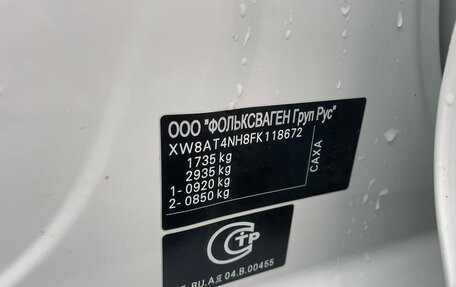 ООО "ФОЛЬКСВАГЕН Груп Рус"
XW8AT4NH8FK118672
1735 kg
2935 kg
1- 0920 kg
2- 0850 kg
CAXA
RU.АЯ 04.В.00455